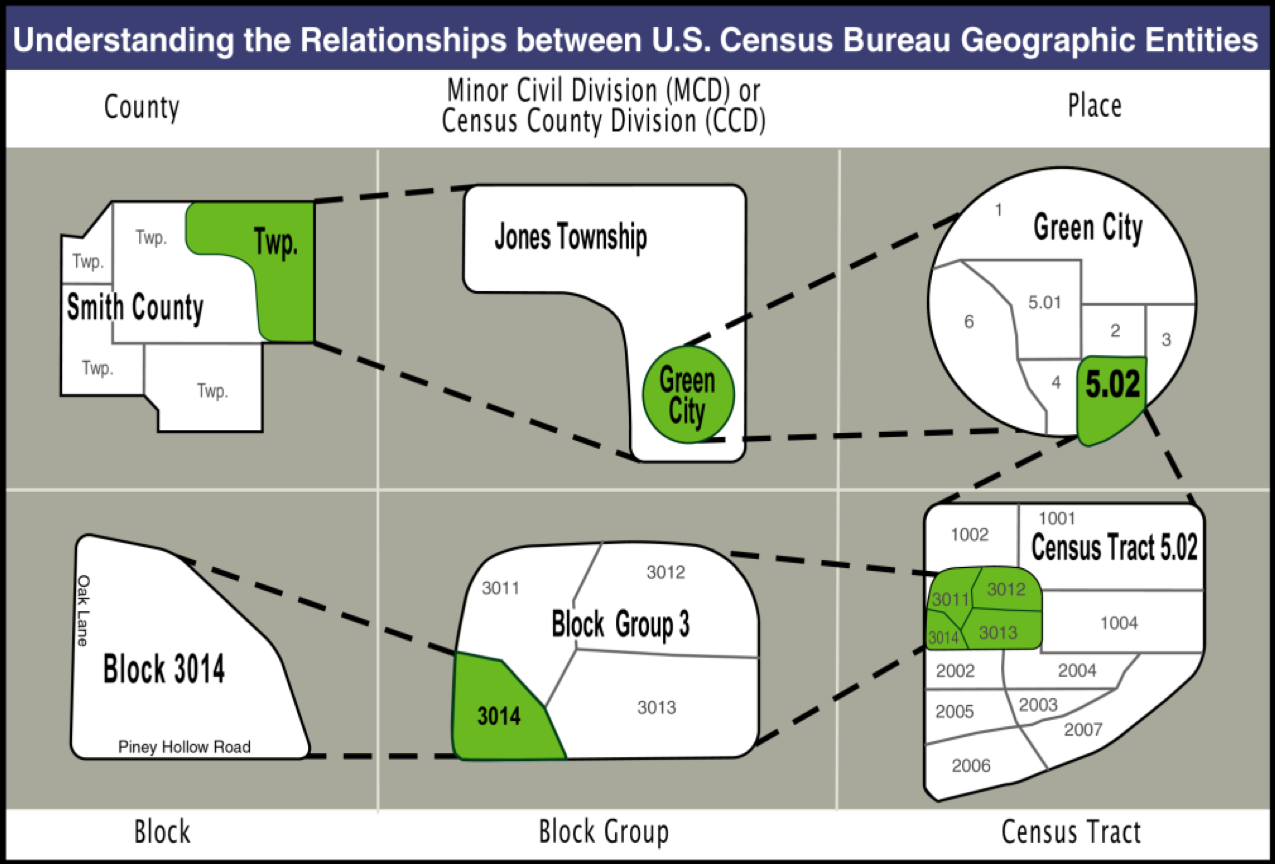 Understanding the Relationships between U.S. Census Bureau Geographic Entities
County
Minor Civil Division (MCD) or
Census County Division (CCD)
Place
Twp.
Twp.
Twp.
Smith County
Twp.
Twp.
Jones Township
Green
City
1
Green City
5.01
6
2
3
4
5.02
Oak Lane
Block 3014
Piney Hollow Road
3011
3012
Block Group 3
3014
3013
1001
1002
Census Tract 5.02
3011
3012
3014
3013
1004
2002
2004
2005
2003
2007
2006
Block
Block Group
Census Tract